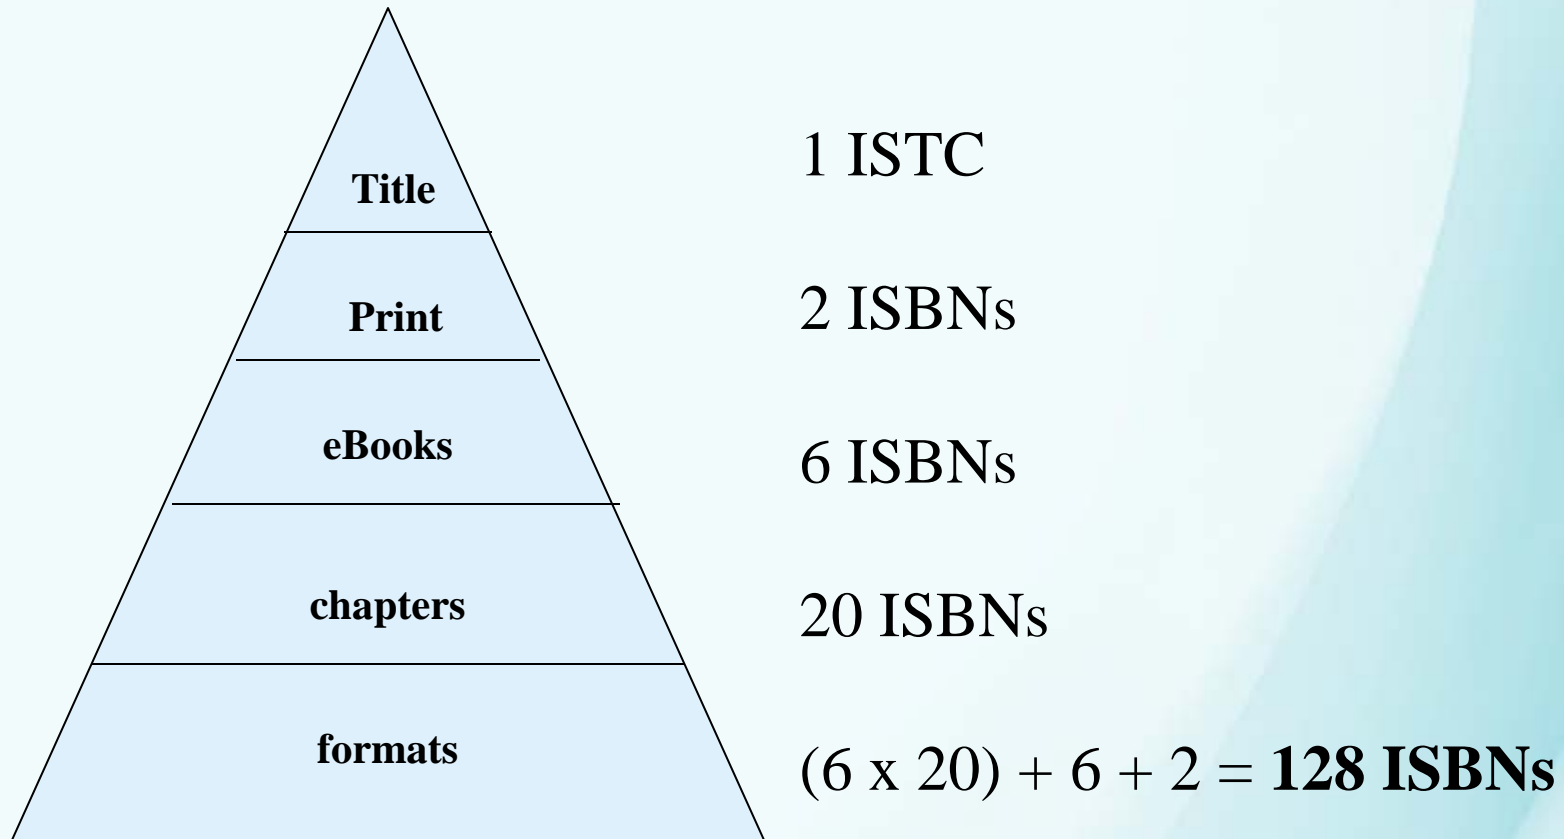 Title
1 ISTC
Print
2 ISBNs
eBooks
6 ISBNs
chapters
20 ISBNs
formats
(6 x 20) + 6 + 2 = 128 ISBNs